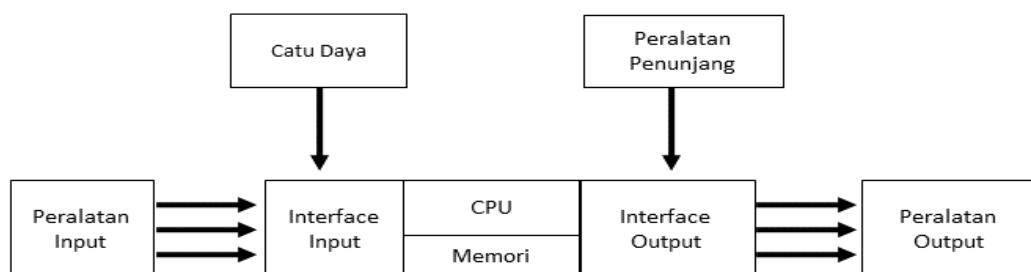 Catu Daya
Peralatan
Penunjang
Peralatan
Input
Interface
Input
CPU
Memori
Interface
Output
Peralatan
Output